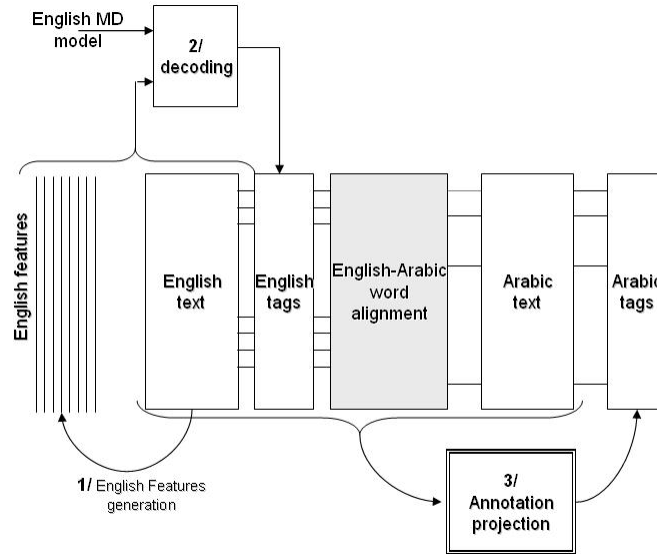 English MD
model
2/
decoding
English features
English
text
English
tags
English-Arabic
word
alignment
Arabic
text
Arabic
tags
1/ English Features
generation
3/
Annotation
projection